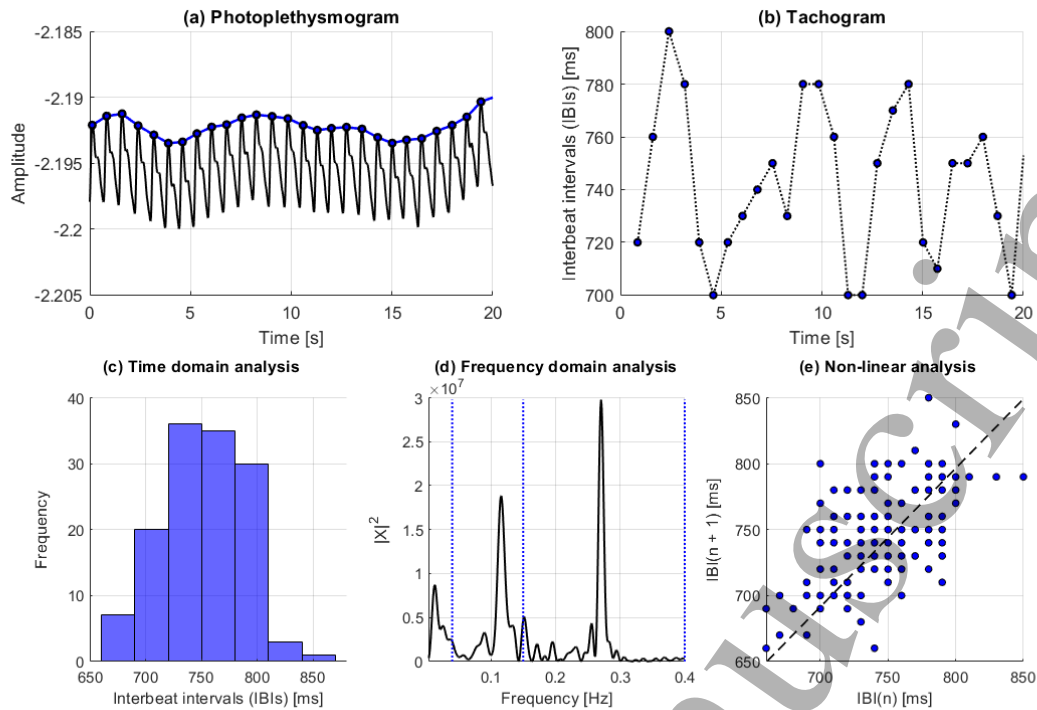 (a) Photoplethysmogram
-2.185
-2.19
-2.195
-2.2
-2.205
Amplitude
0 5 10 15 20
Time [s]
(b) Tachogram
800
780
760
740
720
700
Interbeat intervals (IBIs) [ms]
0 5 10 15 20
Time [s]
(c) Time domain analysis
40
30
20
10
0
Frequency
650 700 750 800 850
Interbeat intervals (IBIs) [ms]
(d) Frequency domain analysis
×10⁷
3
2.5
2
1.5
1
0.5
0
|X|²
0.1 0.2 0.3 0.4
Frequency [Hz]
(e) Non-linear analysis
850
800
750
700
650
IBI(n + 1) [ms]
700 750 800 850
IBI(n) [ms]
uscrip